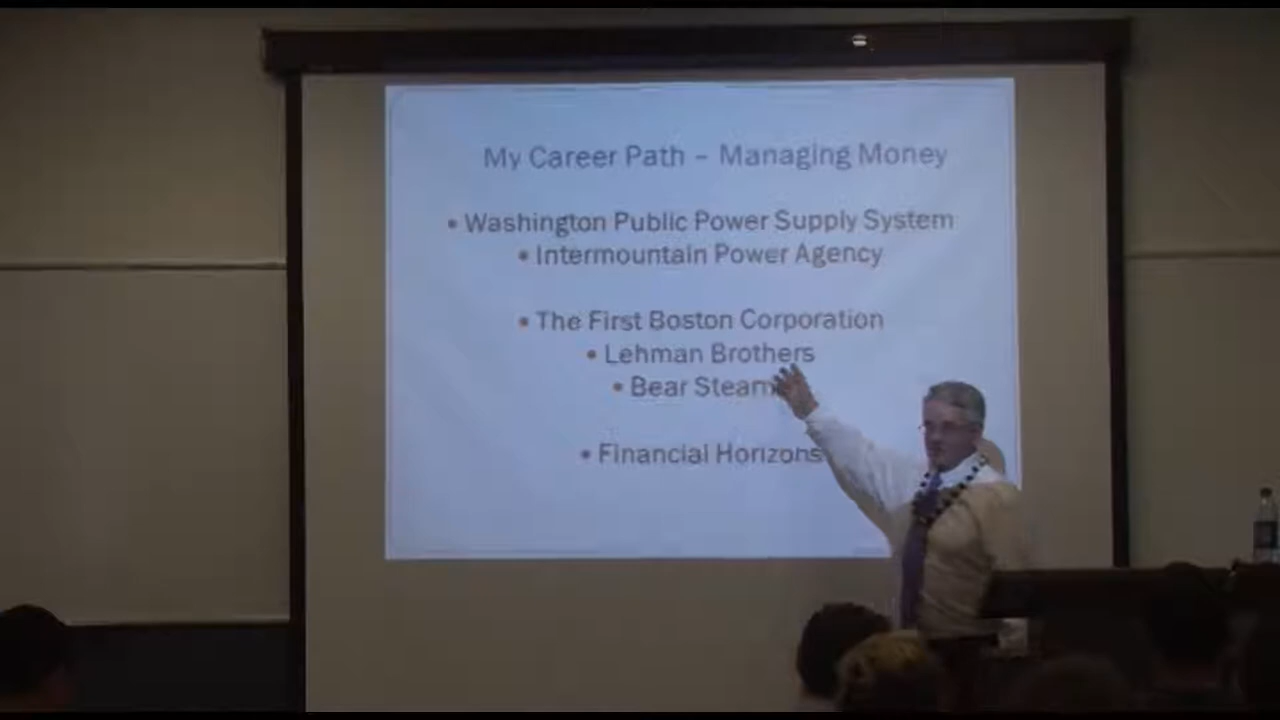 My Career Path – Managing Money
• Washington Public Power Supply System
• Intermountain Power Agency
• The First Boston Corporation
• Lehman Brothers
• Bear Stearns
• Financial Horizons